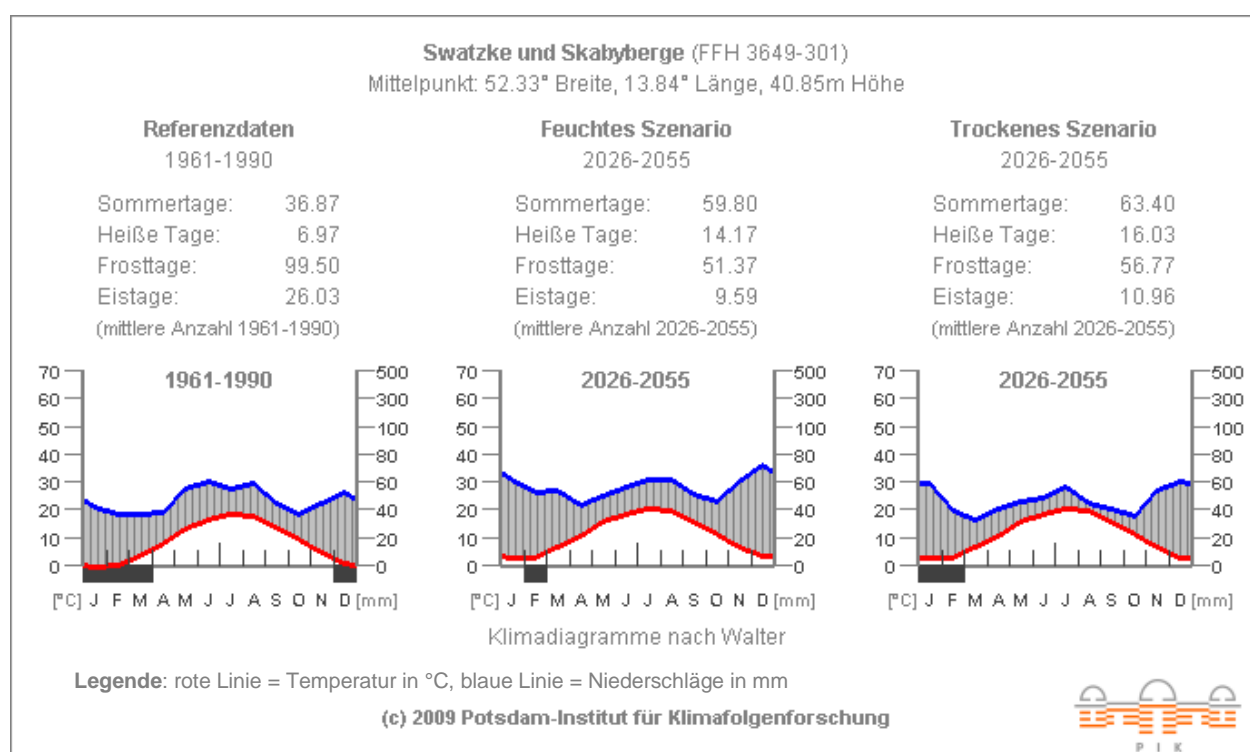 Swatzke und Skabyberge (FFH 3649-301)
Mittelpunkt: 52.33° Breite, 13.84° Länge, 40.85m Höhe
Referenzdaten
1961-1990
Sommertage: 36.87
Heiße Tage: 6.97
Frosttage: 99.50
Eistage: 26.03
(mittlere Anzahl 1961-1990)
Feuchtes Szenario
2026-2055
Sommertage: 59.80
Heiße Tage: 14.17
Frosttage: 51.37
Eistage: 9.59
(mittlere Anzahl 2026-2055)
Trockenes Szenario
2026-2055
Sommertage: 63.40
Heiße Tage: 16.03
Frosttage: 56.77
Eistage: 10.96
(mittlere Anzahl 2026-2055)
1961-1990
70 500
60 300
50 100
40 80
30 60
20 40
10 20
0 0
[°C] J F M A M J J A S O N D [mm]
2026-2055
70 500
60 300
50 100
40 80
30 60
20 40
10 20
0 0
[°C] J F M A M J J A S O N D [mm]
2026-2055
70 500
60 300
50 100
40 80
30 60
20 40
10 20
0 0
[°C] J F M A M J J A S O N D [mm]
Klimadiagramme nach Walter
Legende: rote Linie = Temperatur in °C, blaue Linie = Niederschläge in mm
(c) 2009 Potsdam-Institut für Klimafolgenforschung
P I K